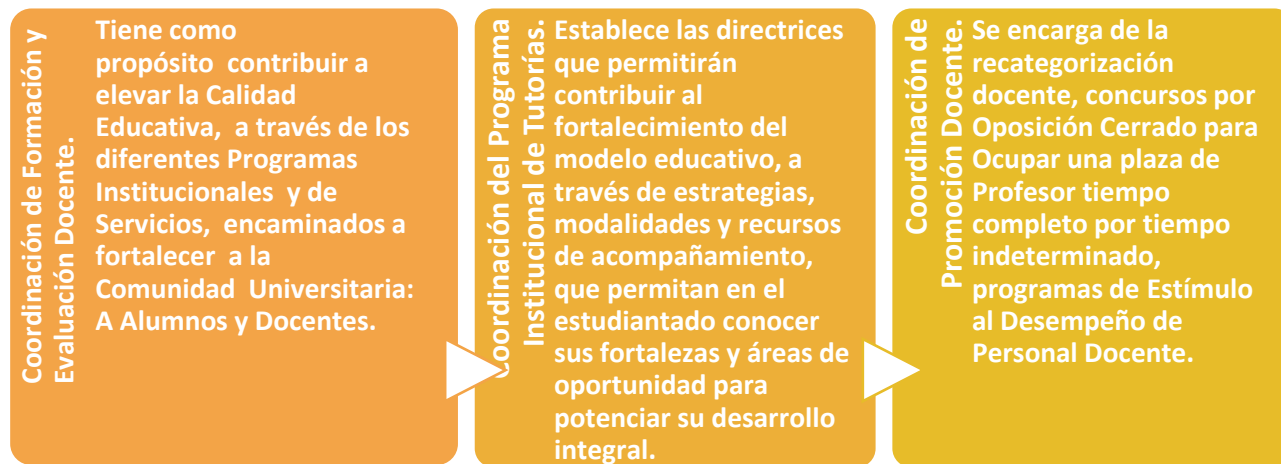 Coordinación de Formación y
Evaluación Docente.
Tiene como
propósito contribuir a
elevar la Calidad
Educativa, a través de los
diferentes Programas
Institucionales y de
Servicios, encaminados a
fortalecer a la
Comunidad Universitaria:
A Alumnos y Docentes.
Coordinación del Programa
Institucional de Tutorías.
Establece las directrices
que permitirán
contribuir al
fortalecimiento del
modelo educativo, a
través de estrategias,
modalidades y recursos
de acompañamiento,
que permitan en el
estudiantado conocer
sus fortalezas y áreas de
oportunidad para
potenciar su desarrollo
integral.
Coordinación de
Promoción Docente.
Se encarga de la
recategorización
docente, concursos por
Oposición Cerrado para
Ocupar una plaza de
Profesor tiempo
completo por tiempo
indeterminado,
programas de Estímulo
al Desempeño de
Personal Docente.